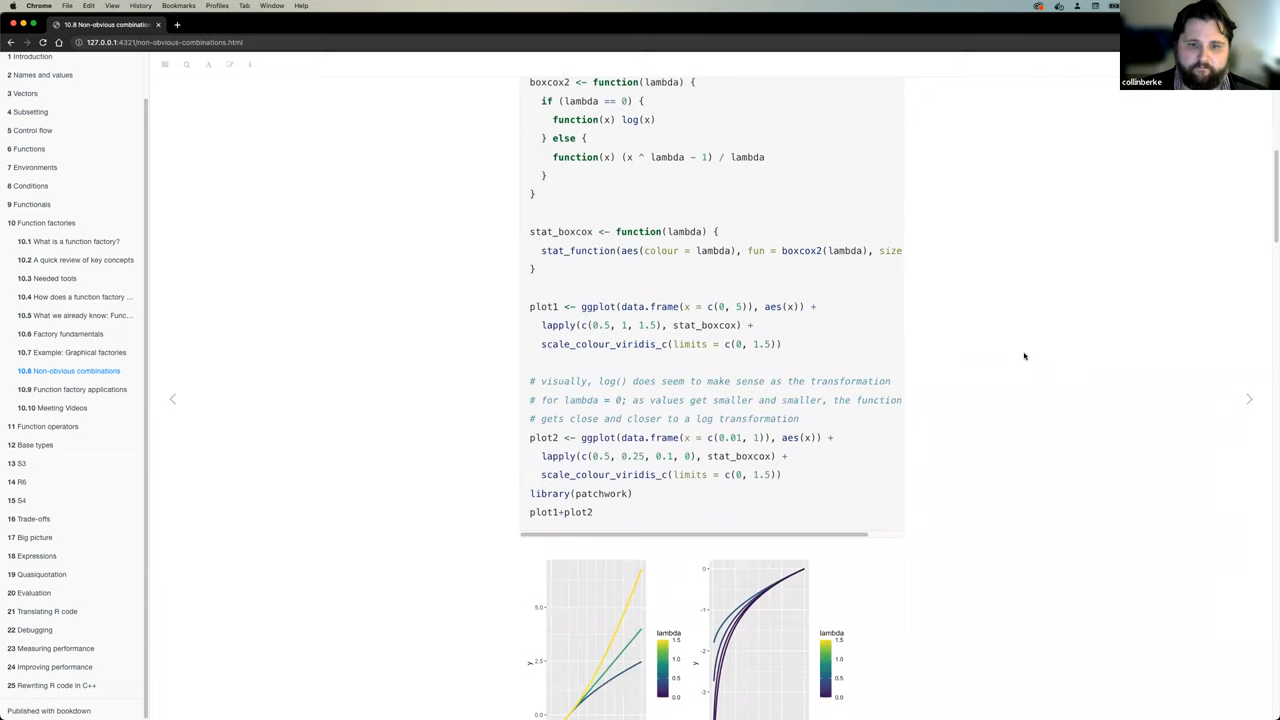 Chrome File Edit View History Bookmarks Profiles Tab Window Help
10.8 Non-obvious combination
127.0.0.1:4321/non-obvious-combinations.html
collinberke
1 Introduction
2 Names and values
3 Vectors
4 Subsetting
5 Control flow
6 Functions
7 Environments
8 Conditions
9 Functionals
10 Function factories
10.1 What is a function factory?
10.2 A quick review of key concepts
10.3 Needed tools
10.4 How does a function factory ...
10.5 What we already know: Func...
10.6 Factory fundamentals
10.7 Example: Graphical factories
10.8 Non-obvious combinations
10.9 Function factory applications
10.10 Meeting Videos
11 Function operators
12 Base types
13 S3
14 R6
15 S4
16 Trade-offs
17 Big picture
18 Expressions
19 Quasiquotation
20 Evaluation
21 Translating R code
22 Debugging
23 Measuring performance
24 Improving performance
25 Rewriting R code in C++
Published with bookdown
boxcox2 <- function(lambda) {
if (lambda == 0) {
function(x) log(x)
} else {
function(x) (x ^ lambda - 1) / lambda
}
}
stat_boxcox <- function(lambda) {
stat_function(aes(colour = lambda), fun = boxcox2(lambda), size
}
plot1 <- ggplot(data.frame(x = c(0, 5)), aes(x)) +
lapply(c(0.5, 1, 1.5), stat_boxcox) +
scale_colour_viridis_c(limits = c(0, 1.5))
# visually, log() does seem to make sense as the transformation
# for lambda = 0; as values get smaller and smaller, the function
# gets close and closer to a log transformation
plot2 <- ggplot(data.frame(x = c(0.01, 1)), aes(x)) +
lapply(c(0.5, 0.25, 0.1, 0), stat_boxcox) +
scale_colour_viridis_c(limits = c(0, 1.5))
library(patchwork)
plot1+plot2
5.0
2.5
0.0
y
lambda
1.5
1.0
0.5
0.0
0
-1
-2
-3
y
lambda
1.5
1.0
0.5
0.0